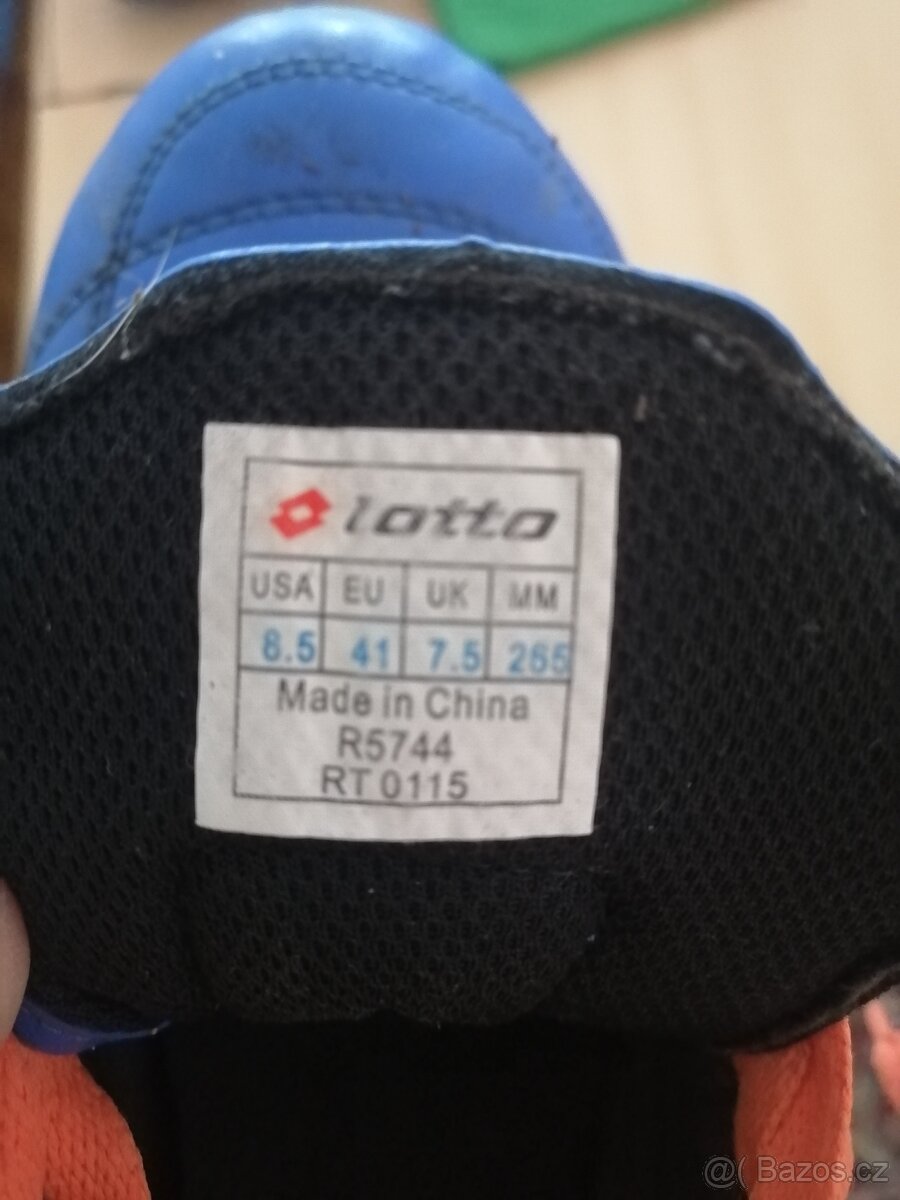 lotto
USA EU UK MM
8.5 41 7.5 265
Made in China
R5744
RT 0115
@( Bazos.cz